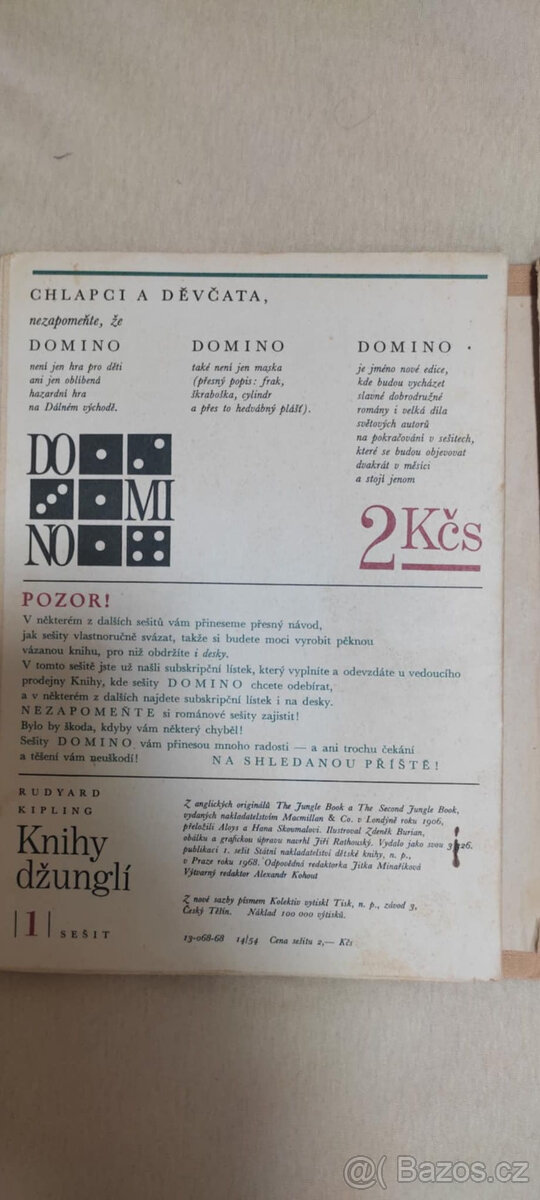 CHLAPCI A DĚVČATA,
nezapomeňte, že
DOMINO
není jen hra pro děti
ani jen oblíbená
hazardní hra
na Dálném východě.
DOMINO
také není jen maska
(přesný popis: frak,
škraboška, cylindr
a přes to hedvábný plášť).
DOMINO
je jméno nové edice,
kde budou vycházet
slavné dobrodružné
romány i velká díla
světových autorů
na pokračování v sešitech,
které se budou objevovat
dvakrát v měsíci
a stojí jenom
DO
MI
NO
2 Kčs
POZOR!
V některém z dalších sešitů vám přineseme přesný návod,
jak sešity vlastnoručně svázat, takže si budete moci vyrobit pěknou
vázanou knihu, pro niž obdržíte i desky.
V tomto sešitě jste už našli subskripční lístek, který vyplníte a odevzdáte u vedoucího
prodejny Knihy, kde sešity DOMINO chcete odebírat,
a v některém z dalších najdete subskripční lístek i na desky.
NEZAPOMEŇTE si románové sešity zajistit!
Bylo by škoda, kdyby vám některý chyběl!
Sešity DOMINO vám přinesou mnoho radosti — a ani trochu čekání
a těšení vám neuškodí! NA SHLEDANOU PŘÍŠTĚ!
RUDYARD
KIPLING
Knihy
džunglí
|1| SEŠIT
Z anglických originálů The Jungle Book a The Second Jungle Book,
vydaných nakladatelstvím Macmillan & Co. v Londýně roku 1906,
přeložili Aloys a Hana Skoumalovi. Ilustroval Zdeněk Burian,
obálku a grafickou úpravu navrhl Jiří Rathouský. Vydalo jako svou
publikaci 1. sešit Státní nakladatelství dětské knihy, n. p.,
v Praze roku 1968. Odpovědná redaktorka Jitka Minaříková
Výtvarný redaktor Alexandr Kohout
Z nové sazby písmem Kolektiv vytiskl Tisk, n. p., závod 3,
Český Těšín. Náklad 100 000 výtisků.
13-068-68 14/54 Cena sešitu 2,— Kčs
Bazos.cz